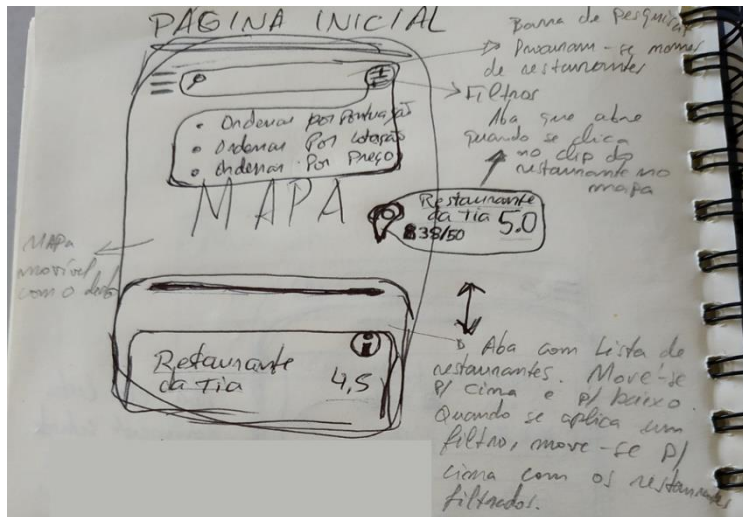 PÁGINA INICIAL
Barra de Pesquisa
Procuram-se nomes
de restaurantes
Filtros
Ordenar por Pontuação
Ordenar Por Lotação
Ordenar Por Preço
Aba que abre
quando se clica
no clip do
restaurante no
mapa
MAPA
Restaurante
da Tia 5.0
38/50
MAPA
movível
com o dedo
Restaurante
da Tia 4,5
i
Aba com Lista de
restaurantes. Move-se
p/ cima e p/ baixo.
Quando se aplica um
filtro, move-se p/
cima com os restaurantes
filtrados.